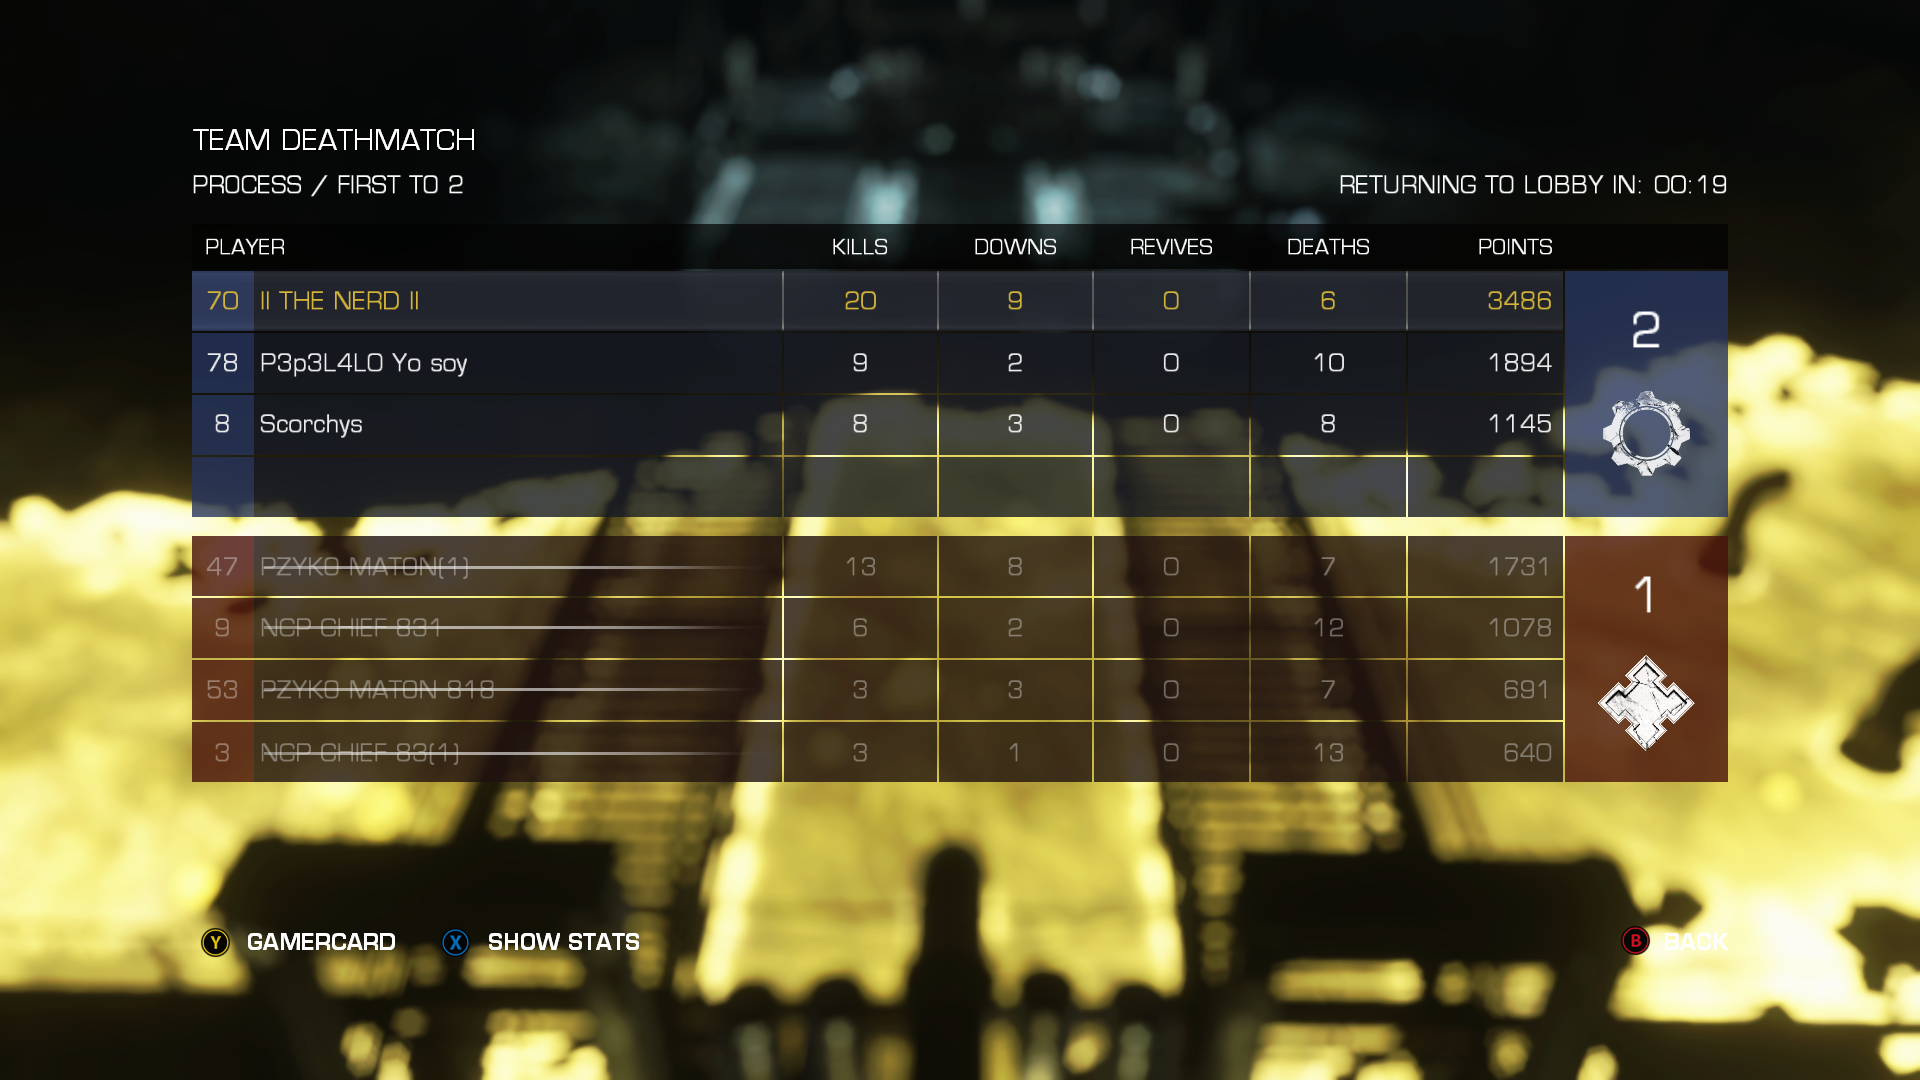 TEAM DEATHMATCH
PROCESS / FIRST TO 2
RETURNING TO LOBBY IN: 00:19
PLAYER KILLS DOWNS REVIVES DEATHS POINTS
70 II THE NERD II 20 9 0 6 3486
2
78 P3p3L4LO Yo soy 9 2 0 10 1894
8 Scorchys 8 3 0 8 1145
47 PZYKO MATON(1) 13 8 0 7 1731
1
9 NCP CHIEF 831 6 2 0 12 1078
53 PZYKO MATON 818 3 3 0 7 691
3 NCP CHIEF 83(1) 3 1 0 13 640
Y GAMERCARD X SHOW STATS B BACK